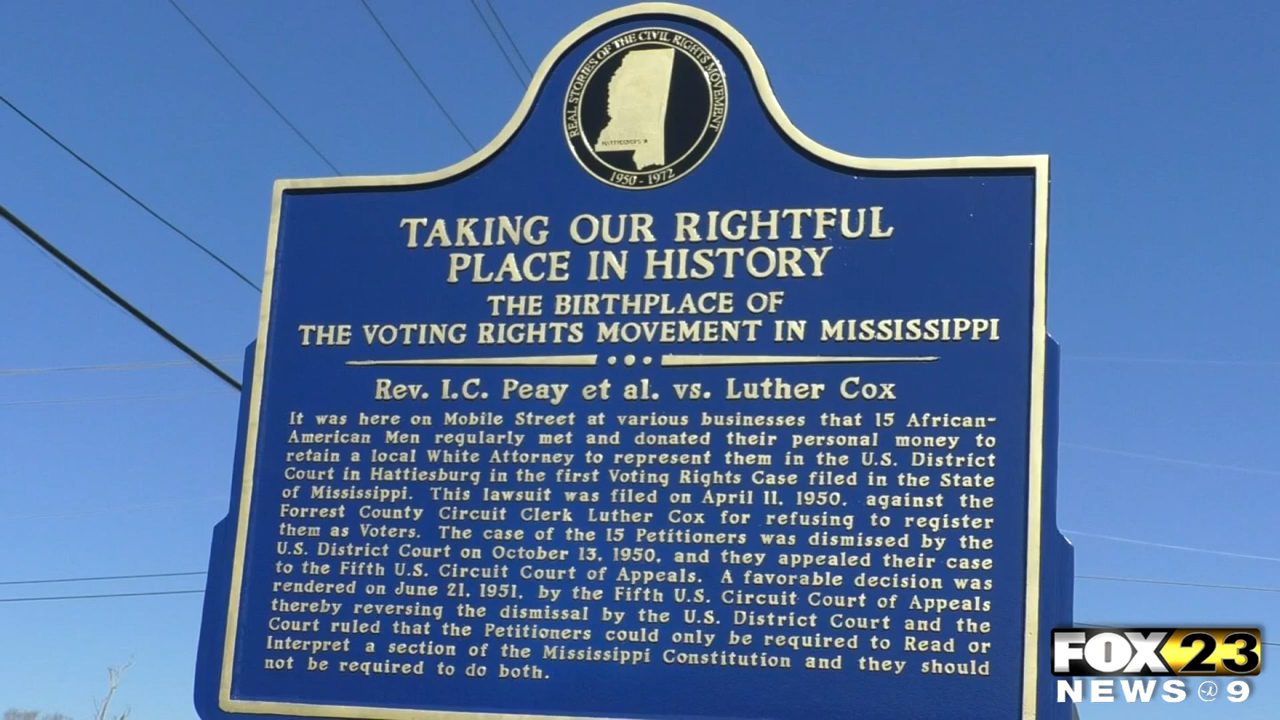 REAL STORIES OF THE CIVIL RIGHTS MOVEMENT
HATTIESBURG
1950 - 1972
TAKING OUR RIGHTFUL
PLACE IN HISTORY
THE BIRTHPLACE OF
THE VOTING RIGHTS MOVEMENT IN MISSISSIPPI
Rev. I.C. Peay et al. vs. Luther Cox
It was here on Mobile Street at various businesses that 15 African-
American Men regularly met and donated their personal money to
retain a local White Attorney to represent them in the U.S. District
Court in Hattiesburg in the first Voting Rights Case filed in the State
of Mississippi. This lawsuit was filed on April 11, 1950, against the
Forrest County Circuit Clerk Luther Cox for refusing to register
them as Voters. The case of the 15 Petitioners was dismissed by the
U.S. District Court on October 13, 1950, and they appealed their case
to the Fifth U.S. Circuit Court of Appeals. A favorable decision was
rendered on June 21, 1951, by the Fifth U.S. Circuit Court of Appeals
thereby reversing the dismissal by the U.S. District Court and the
Court ruled that the Petitioners could only be required to Read or
Interpret a section of the Mississippi Constitution and they should
not be required to do both.
FOX 23
NEWS @ 9